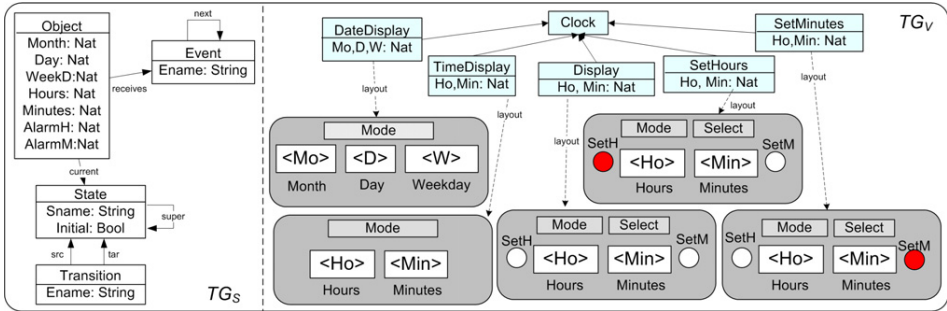 Object
Month: Nat
Day: Nat
WeekD:Nat
Hours: Nat
Minutes: Nat
AlarmH: Nat
AlarmM:Nat
next
Event
Ename: String
receives
current
State
Sname: String
Initial: Bool
super
src
tar
Transition
Ename: String
TGS
DateDisplay
Mo,D,W: Nat
Clock
SetMinutes
Ho,Min: Nat
TGV
TimeDisplay
Ho,Min: Nat
Display
Ho, Min: Nat
SetHours
Ho, Min: Nat
layout
layout
layout
layout
layout
Mode
<Mo> <D> <W>
Month Day Weekday
Mode Select
SetH <Ho> <Min> SetM
Hours Minutes
Mode
<Ho> <Min>
Hours Minutes
Mode Select
SetH <Ho> <Min> SetM
Hours Minutes
Mode Select
SetH <Ho> <Min> SetM
Hours Minutes